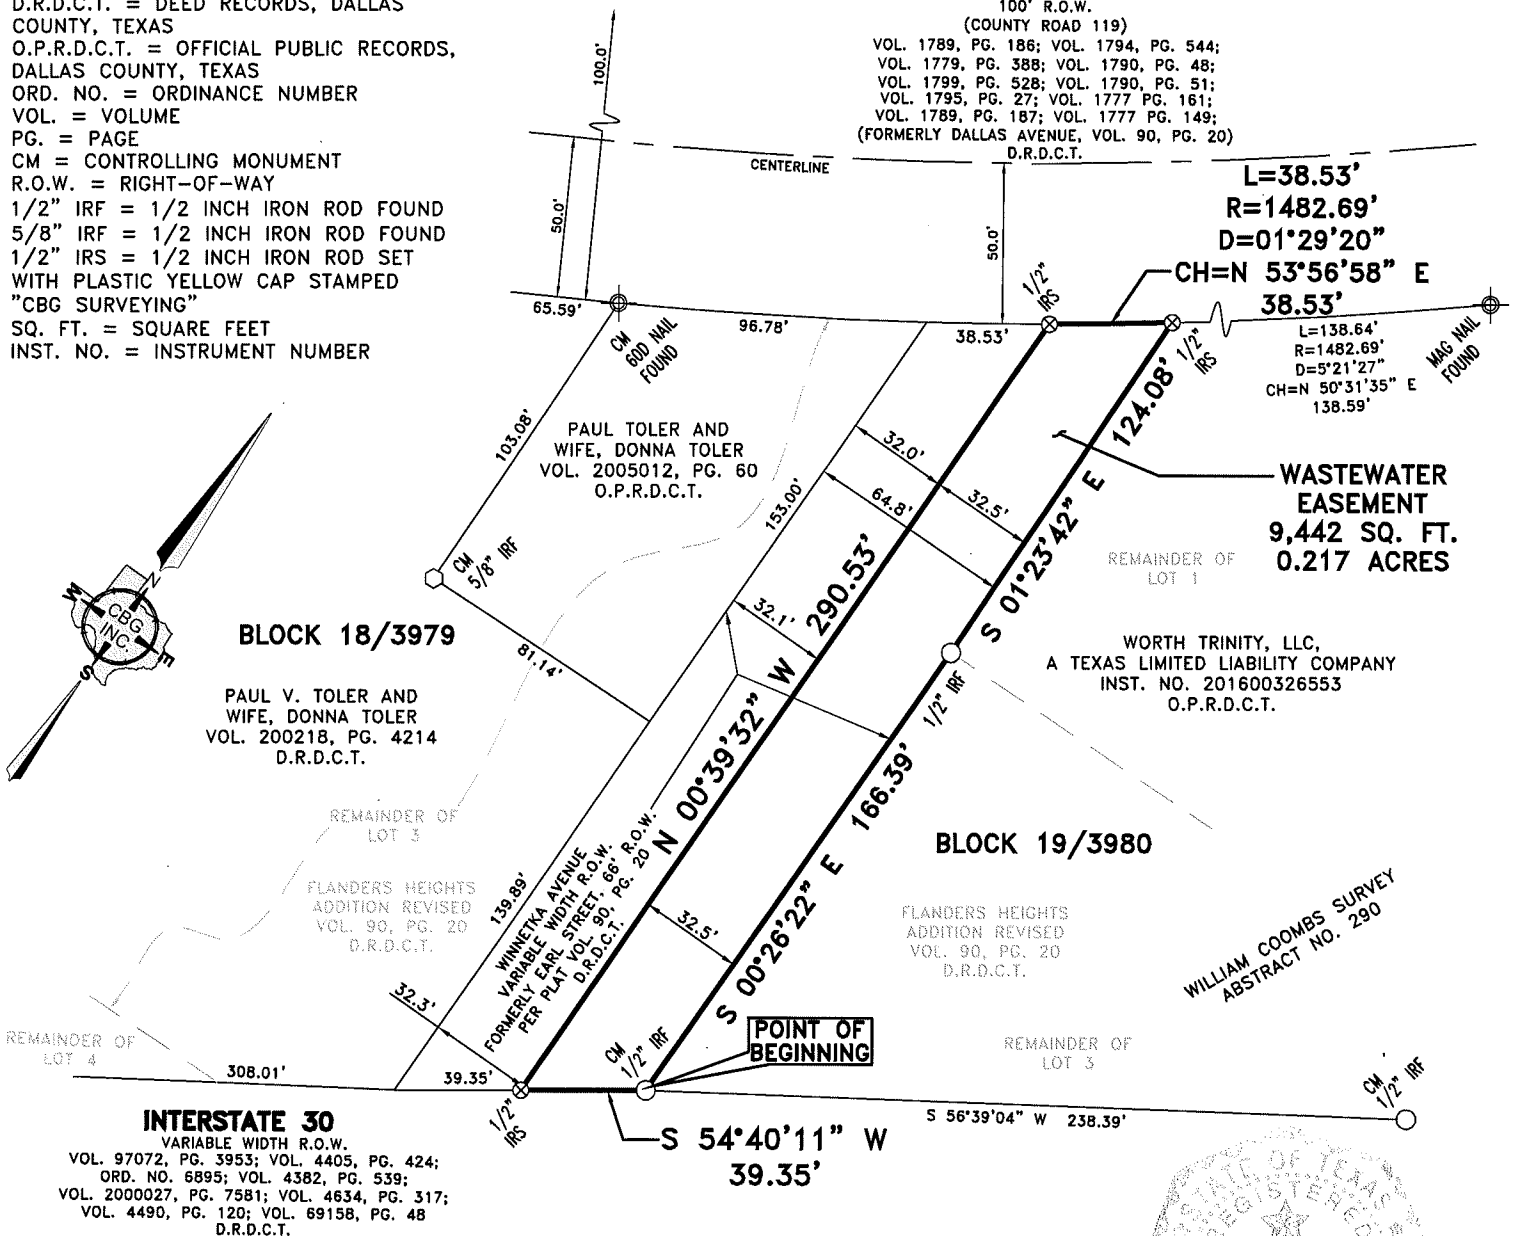 D.R.D.C.T. = DEED RECORDS, DALLAS
COUNTY, TEXAS
O.P.R.D.C.T. = OFFICIAL PUBLIC RECORDS,
DALLAS COUNTY, TEXAS
ORD. NO. = ORDINANCE NUMBER
VOL. = VOLUME
PG. = PAGE
CM = CONTROLLING MONUMENT
R.O.W. = RIGHT-OF-WAY
1/2" IRF = 1/2 INCH IRON ROD FOUND
5/8" IRF = 1/2 INCH IRON ROD FOUND
1/2" IRS = 1/2 INCH IRON ROD SET
WITH PLASTIC YELLOW CAP STAMPED
"CBG SURVEYING"
SQ. FT. = SQUARE FEET
INST. NO. = INSTRUMENT NUMBER
100' R.O.W.
(COUNTY ROAD 119)
VOL. 1789, PG. 186; VOL. 1794, PG. 544;
VOL. 1779, PG. 388; VOL. 1790, PG. 48;
VOL. 1799, PG. 528; VOL. 1790, PG. 51;
VOL. 1795, PG. 27; VOL. 1777 PG. 161;
VOL. 1789, PG. 187; VOL. 1777 PG. 149;
(FORMERLY DALLAS AVENUE, VOL. 90, PG. 20)
D.R.D.C.T.
100.0'
50.0'
CENTERLINE
50.0'
L=38.53'
R=1482.69'
D=01°29'20"
CH=N 53°56'58" E
38.53'
65.59'
CM
60D NAIL
FOUND
96.78'
38.53'
1/2"
IRS
1/2"
IRS
L=138.64'
R=1482.69'
D=5°21'27"
CH=N 50°31'35" E
138.59'
MAG NAIL
FOUND
103.08'
PAUL TOLER AND
WIFE, DONNA TOLER
VOL. 2005012, PG. 60
O.P.R.D.C.T.
153.00'
32.0'
64.8'
32.5'
S 01°23'42" E 124.08'
WASTEWATER
EASEMENT
9,442 SQ. FT.
0.217 ACRES
REMAINDER OF
LOT 1
CM
5/8" IRF
N
W
E
S
CBG
INC.
BLOCK 18/3979
81.14'
32.1'
N 00°39'32" W 290.53'
WORTH TRINITY, LLC,
A TEXAS LIMITED LIABILITY COMPANY
INST. NO. 201600326553
O.P.R.D.C.T.
1/2" IRF
PAUL V. TOLER AND
WIFE, DONNA TOLER
VOL. 200218, PG. 4214
D.R.D.C.T.
REMAINDER OF
LOT 3
FLANDERS HEIGHTS
ADDITION REVISED
VOL. 90, PG. 20
D.R.D.C.T.
139.89'
WINNETKA AVENUE
VARIABLE WIDTH R.O.W.
FORMERLY EARL STREET, 66' R.O.W.
PER PLAT VOL. 90, PG. 20
D.R.D.C.T.
32.5'
S 00°26'22" E 166.39'
BLOCK 19/3980
FLANDERS HEIGHTS
ADDITION REVISED
VOL. 90, PG. 20
D.R.D.C.T.
WILLIAM COOMBS SURVEY
ABSTRACT NO. 290
32.3'
REMAINDER OF
LOT 4
308.01'
39.35'
CM
1/2" IRF
POINT OF
BEGINNING
REMAINDER OF
LOT 3
CM
1/2" IRF
1/2"
IRS
S 56°39'04" W 238.39'
S 54°40'11" W
39.35'
INTERSTATE 30
VARIABLE WIDTH R.O.W.
VOL. 97072, PG. 3953; VOL. 4405, PG. 424;
ORD. NO. 6895; VOL. 4382, PG. 539;
VOL. 2000027, PG. 7581; VOL. 4634, PG. 317;
VOL. 4490, PG. 120; VOL. 69158, PG. 48
D.R.D.C.T.
STATE OF TEXAS
REGISTERED